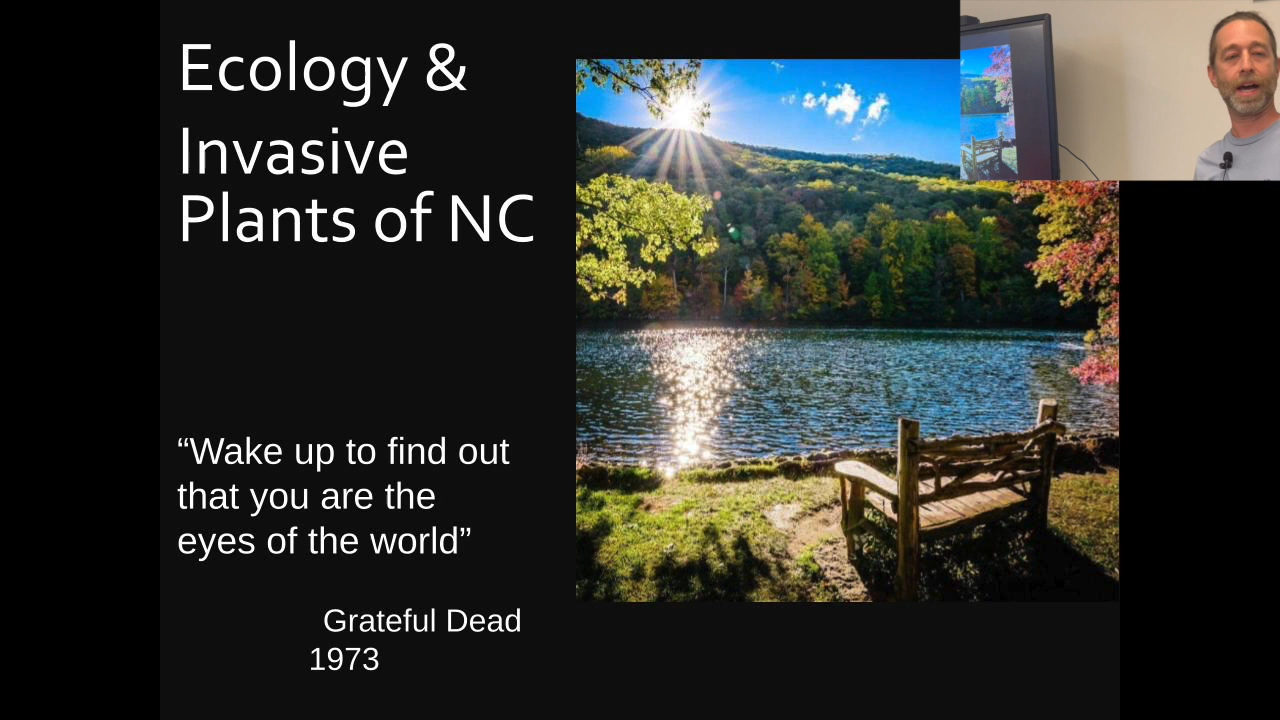 Ecology &
Invasive
Plants of NC
“Wake up to find out
that you are the
eyes of the world”
Grateful Dead
1973